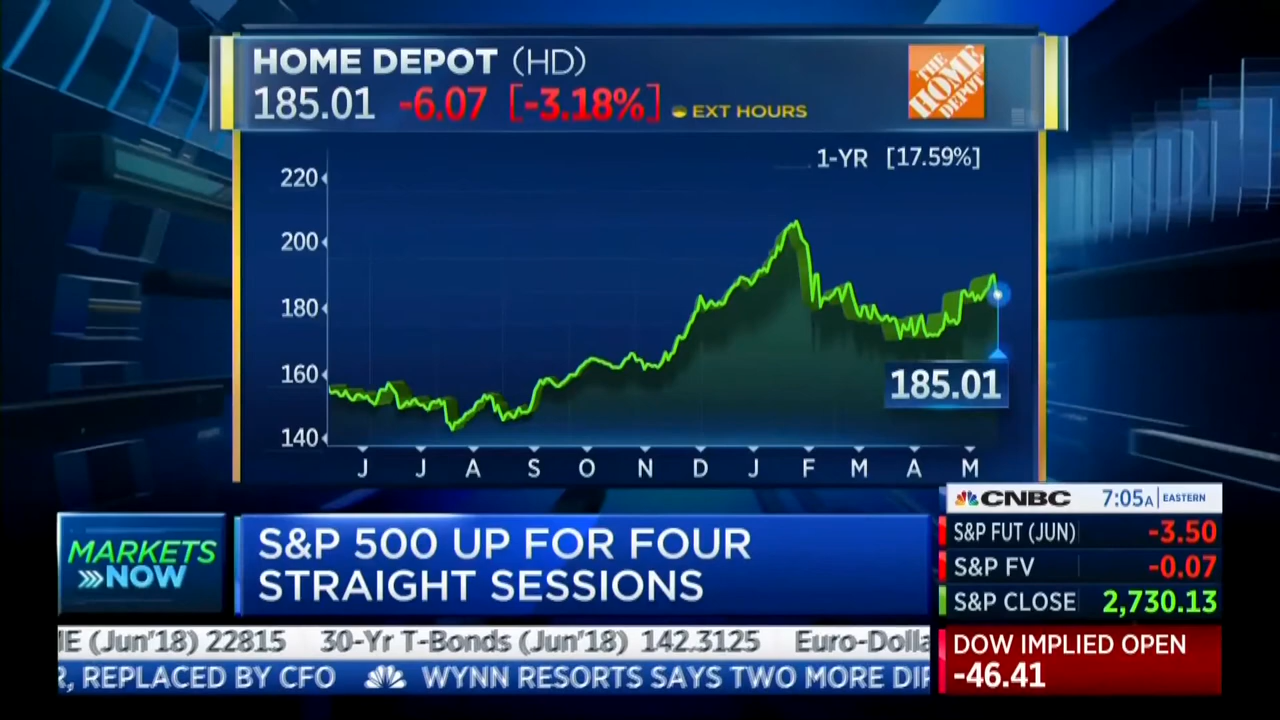 HOME DEPOT (HD)
185.01 -6.07 [-3.18%] EXT HOURS
THE HOME DEPOT
1-YR [17.59%]
220
200
180
160
140
185.01
J J A S O N D J F M A M
CNBC 7:05A EASTERN
MARKETS NOW
S&P 500 UP FOR FOUR
STRAIGHT SESSIONS
S&P FUT (JUN) -3.50
S&P FV -0.07
S&P CLOSE 2,730.13
DOW IMPLIED OPEN
-46.41
(Jun'18) 22815 30-Yr T-Bonds (Jun'18) 142.3125 Euro-Dolla
, REPLACED BY CFO WYNN RESORTS SAYS TWO MORE